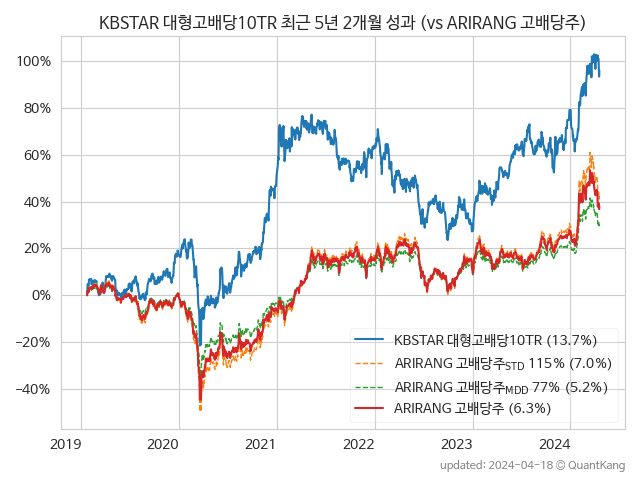 KBSTAR 대형고배당10TR 최근 5년 2개월 성과 (vs ARIRANG 고배당주)
100%
80%
60%
40%
20%
0%
−20%
−40%
KBSTAR 대형고배당10TR (13.7%)
ARIRANG 고배당주STD 115% (7.0%)
ARIRANG 고배당주MDD 77% (5.2%)
ARIRANG 고배당주 (6.3%)
2019 2020 2021 2022 2023 2024
updated: 2024-04-18 © QuantKang